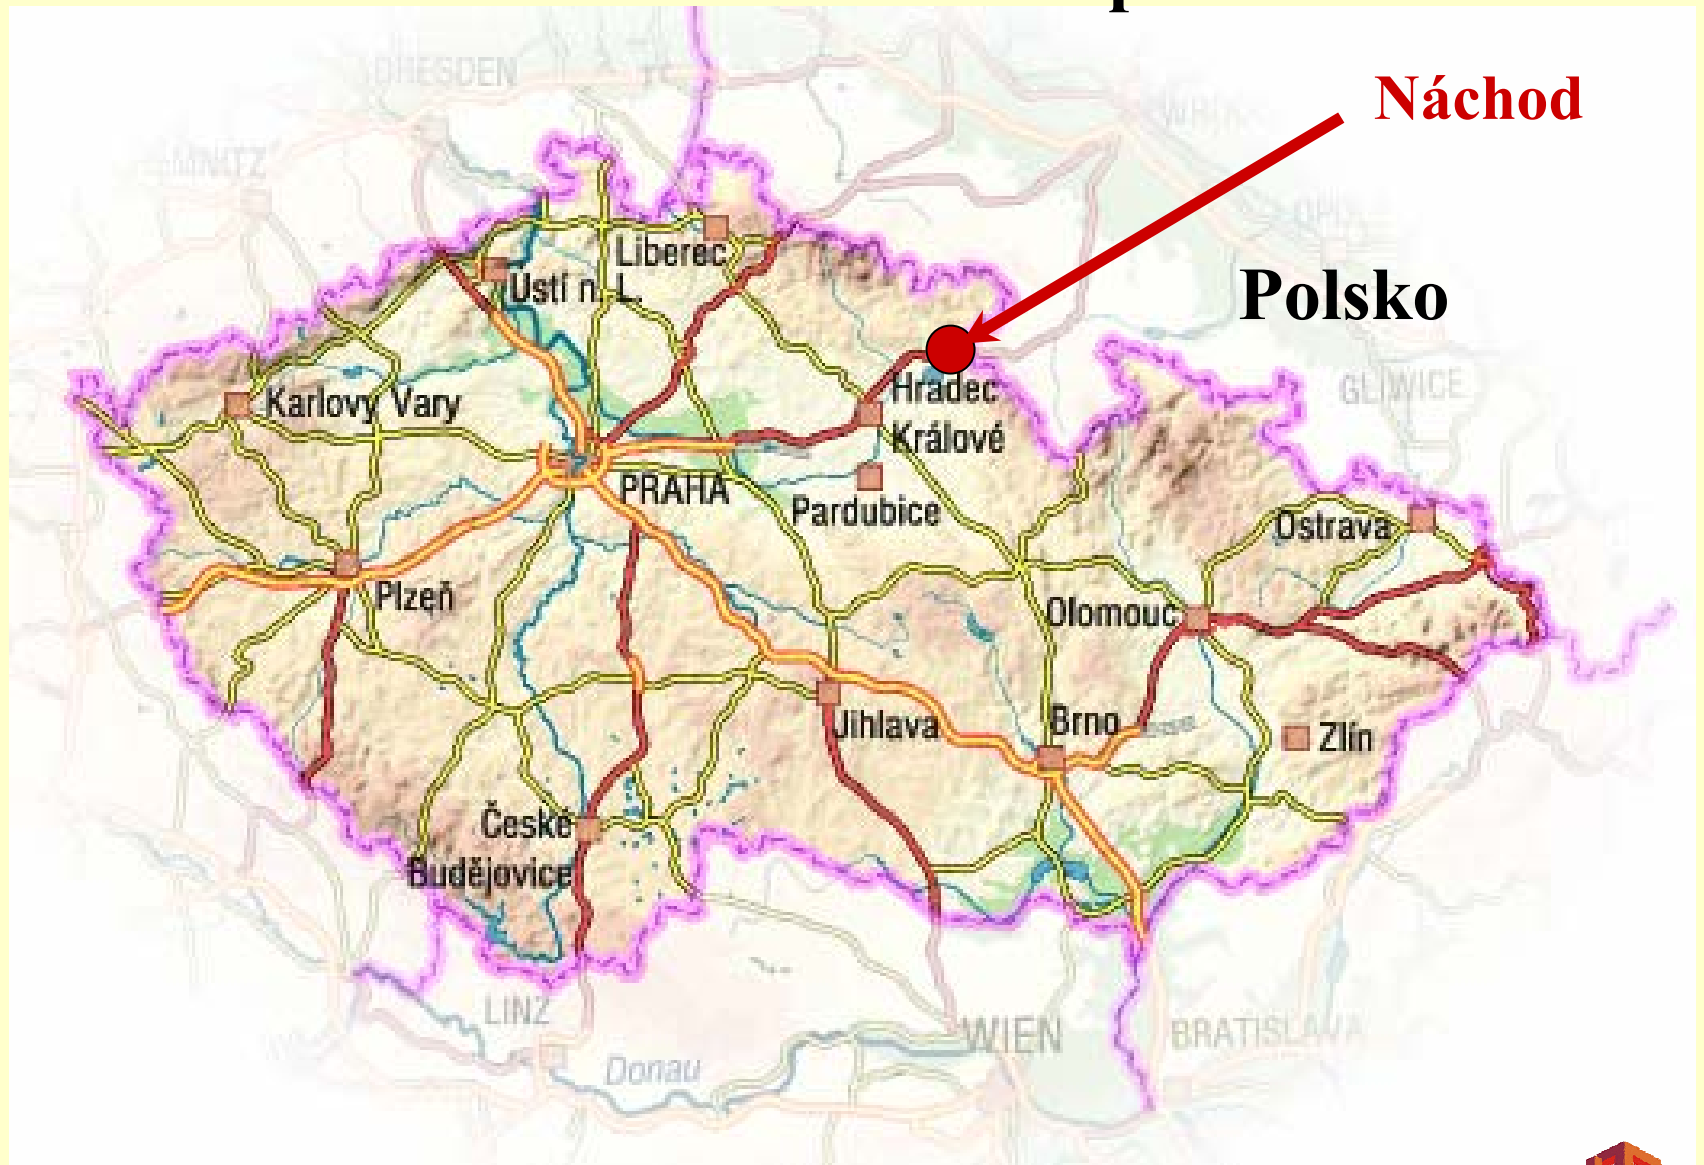 DRESDEN
Náchod
Polsko
Liberec
Ústí n. L.
Hradec
Králové
GLIWICE
Karlovy Vary
PRAHA
Pardubice
Ostrava
Plzeň
Olomouc
Jihlava
Brno
Zlín
České
Budějovice
LINZ
WIEN
BRATISLAVA
Donau